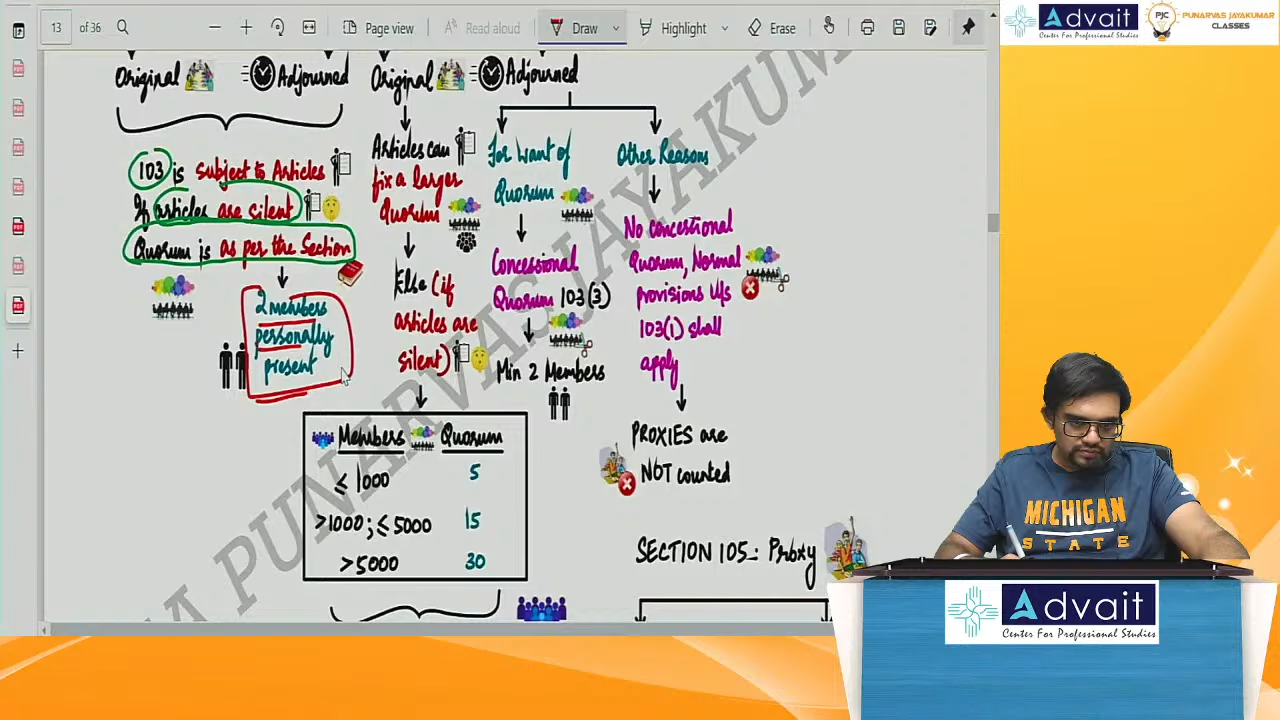 13 of 36
Page view
Read aloud
Draw
Highlight
Erase
Advait
Center For Professional Studies
PJC
PUNARVAS JAYAKUMAR
CLASSES
Original
Adjourned
Original
Adjourned
103 is subject to Articles
If articles are silent
Quorum is as per the Section
2 members
personally
present
Articles can
fix a larger
Quorum
Else (if
articles are
silent)
For Want of
Quorum
Concessional
Quorum 103(3)
Min 2 Members
Other Reasons
No concestional
Quorum, Normal
provisions U/s
103(1) shall
apply
PROXIES are
NOT counted
Members Quorum
≤ 1000 5
>1000; ≤ 5000 15
>5000 30
SECTION 105 : Proxy
PUNARVAS JAYAKUM
MICHIGAN
STATE
Advait
Center For Professional Studies